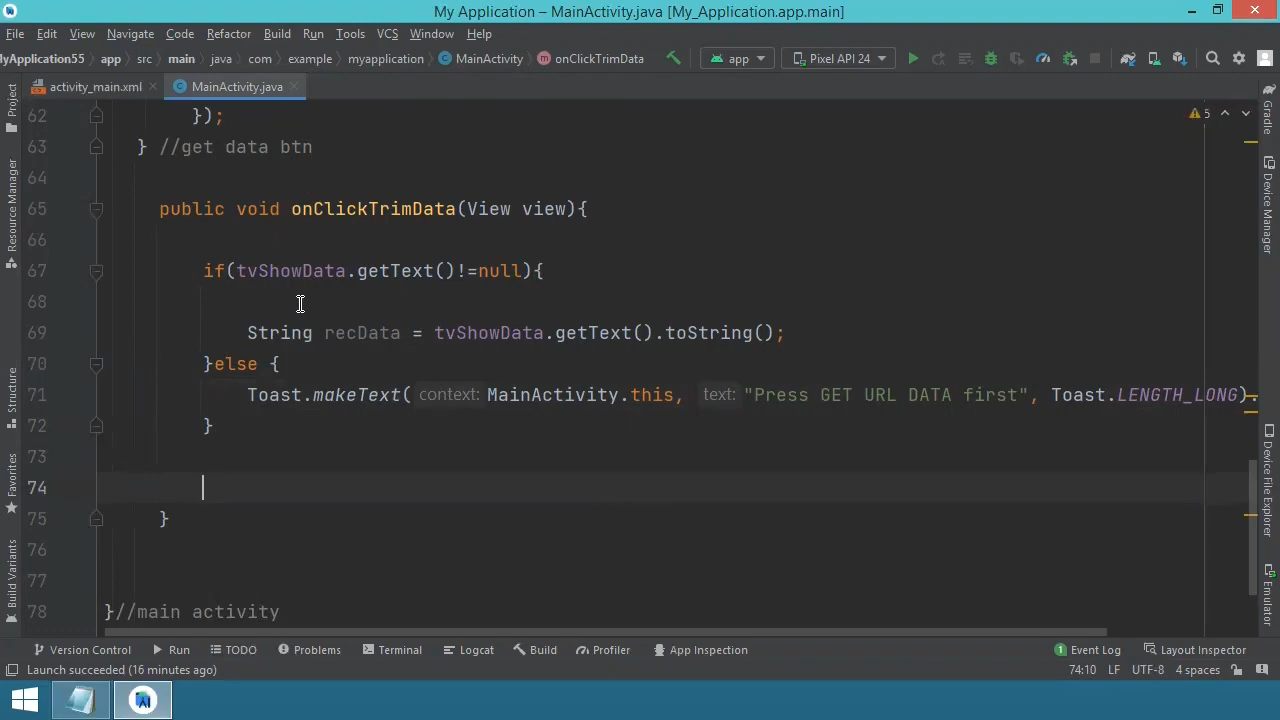 My Application – MainActivity.java [My_Application.app.main]
File Edit View Navigate Code Refactor Build Run Tools VCS Window Help
MyApplication55 app src main java com example myapplication MainActivity onClickTrimData app Pixel API 24
activity_main.xml MainActivity.java
5
62 });
63 } //get data btn
64
65 public void onClickTrimData(View view){
66
67 if(tvShowData.getText()!=null){
68
69 String recData = tvShowData.getText().toString();
70 }else {
71 Toast.makeText( context: MainActivity.this, text: "Press GET URL DATA first", Toast.LENGTH_LONG).
72 }
73
74
75 }
76
77
78 }//main activity
Project
Resource Manager
Structure
Favorites
Build Variants
Gradle
Device Manager
Device File Explorer
Emulator
Version Control Run TODO Problems Terminal Logcat Build Profiler App Inspection 1 Event Log Layout Inspector
Launch succeeded (16 minutes ago) 74:10 LF UTF-8 4 spaces